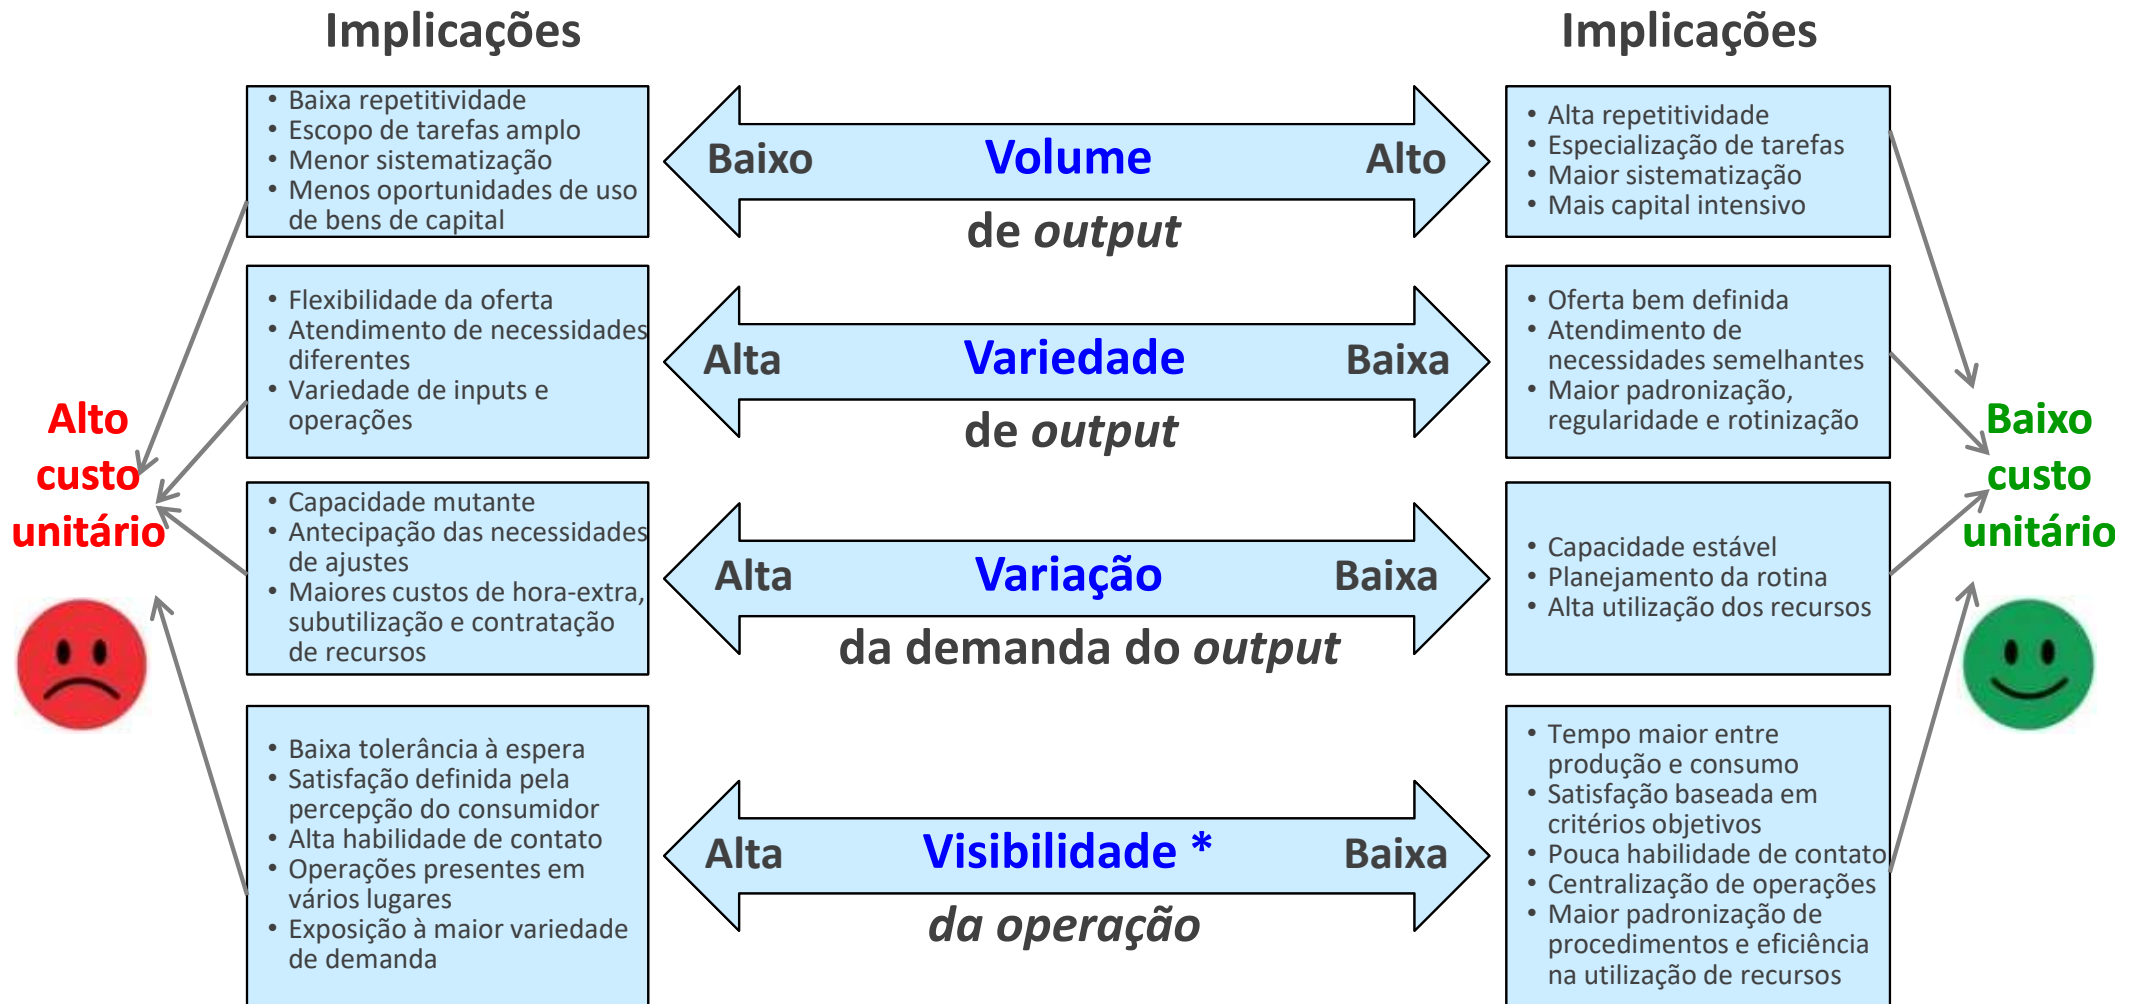 Implicações
Implicações
• Baixa repetitividade
• Escopo de tarefas amplo
• Menor sistematização
• Menos oportunidades de uso
de bens de capital
Baixo
Volume
Alto
de output
• Alta repetitividade
• Especialização de tarefas
• Maior sistematização
• Mais capital intensivo
• Flexibilidade da oferta
• Atendimento de necessidades
diferentes
• Variedade de inputs e
operações
Alta
Variedade
Baixa
de output
• Oferta bem definida
• Atendimento de
necessidades semelhantes
• Maior padronização,
regularidade e rotinização
Alto
custo
unitário
Baixo
custo
unitário
• Capacidade mutante
• Antecipação das necessidades
de ajustes
• Maiores custos de hora-extra,
subutilização e contratação
de recursos
Alta
Variação
Baixa
da demanda do output
• Capacidade estável
• Planejamento da rotina
• Alta utilização dos recursos
• Baixa tolerância à espera
• Satisfação definida pela
percepção do consumidor
• Alta habilidade de contato
• Operações presentes em
vários lugares
• Exposição à maior variedade
de demanda
Alta
Visibilidade *
Baixa
da operação
• Tempo maior entre
produção e consumo
• Satisfação baseada em
critérios objetivos
• Pouca habilidade de contato
• Centralização de operações
• Maior padronização de
procedimentos e eficiência
na utilização de recursos